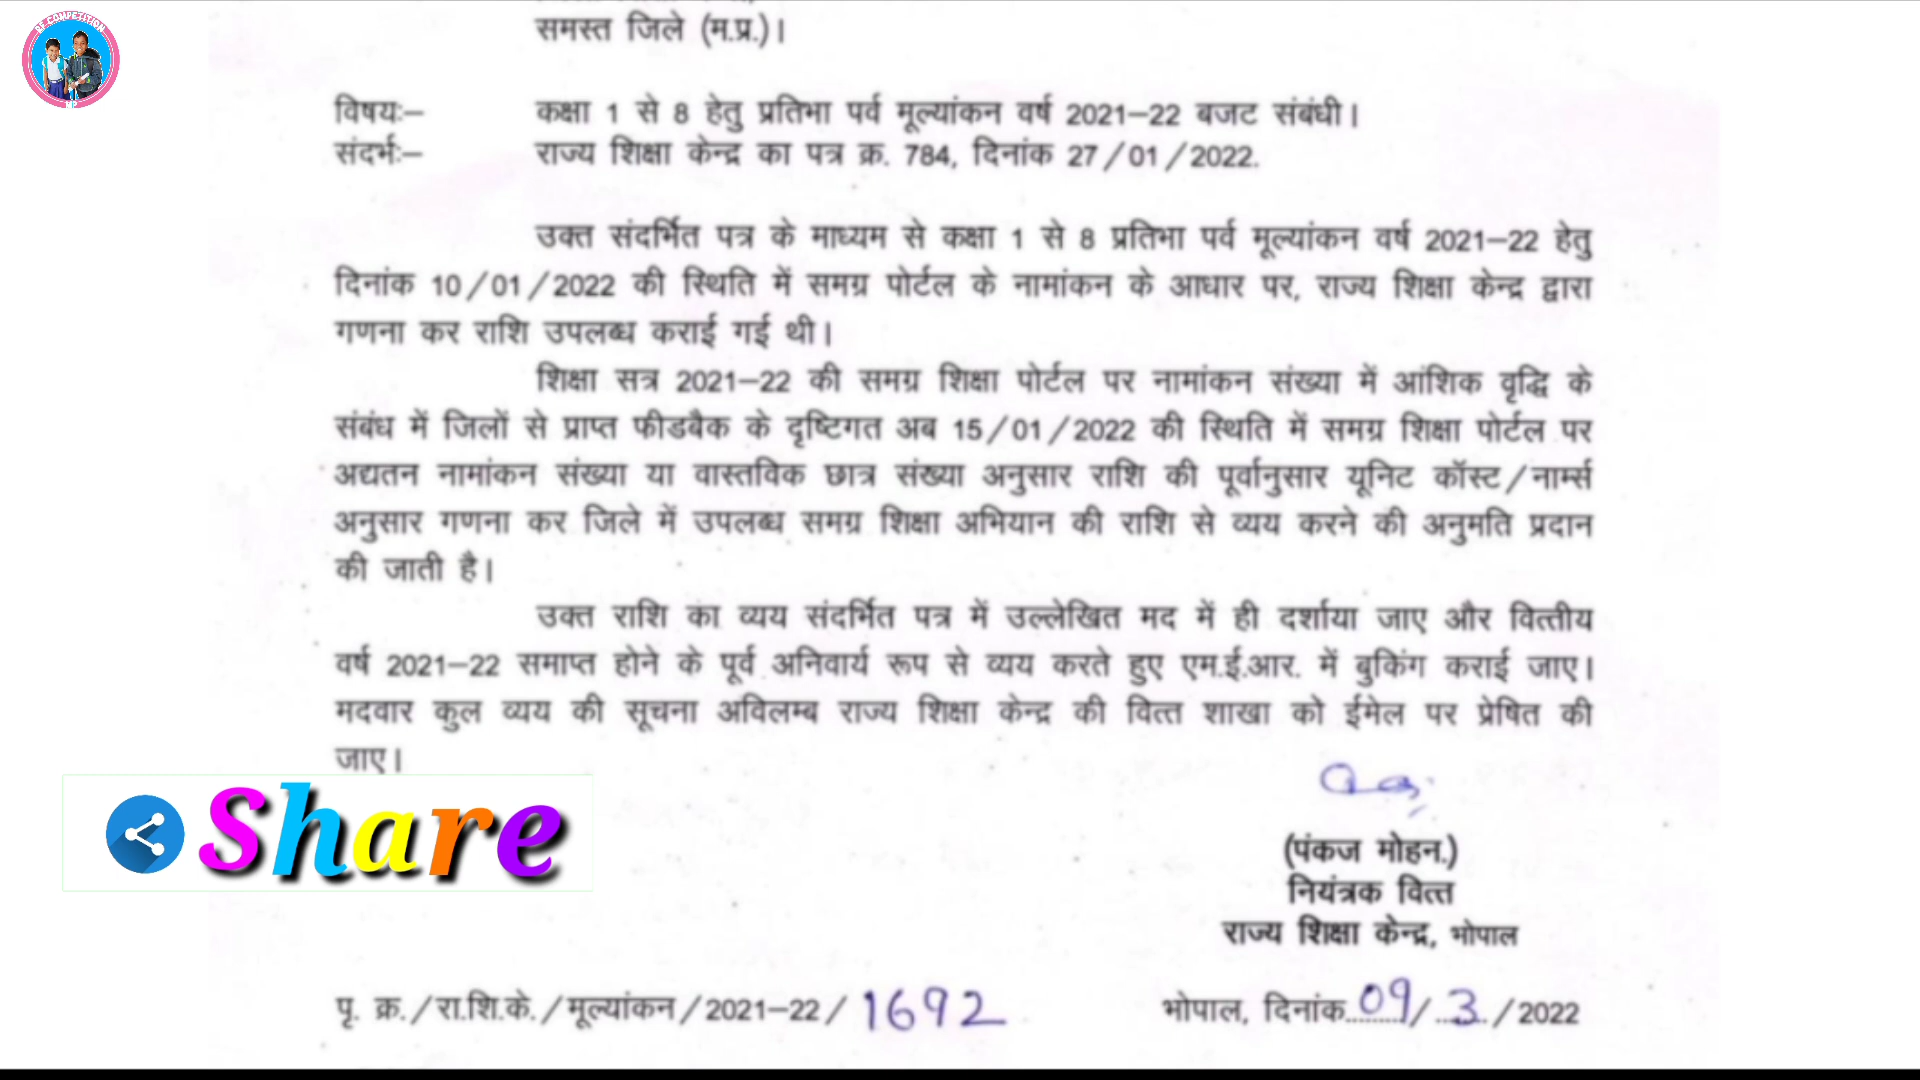 RF COMPETITION
समस्त जिले (म.प्र.)।
विषयः– कक्षा 1 से 8 हेतु प्रतिभा पर्व मूल्यांकन वर्ष 2021–22 बजट संबंधी।
संदर्भः– राज्य शिक्षा केन्द्र का पत्र क्र. 784, दिनांक 27/01/2022.
उक्त संदर्भित पत्र के माध्यम से कक्षा 1 से 8 प्रतिभा पर्व मूल्यांकन वर्ष 2021–22 हेतु
दिनांक 10/01/2022 की स्थिति में समग्र पोर्टल के नामांकन के आधार पर, राज्य शिक्षा केन्द्र द्वारा
गणना कर राशि उपलब्ध कराई गई थी।
शिक्षा सत्र 2021–22 की समग्र शिक्षा पोर्टल पर नामांकन संख्या में आंशिक वृद्धि के
संबंध में जिलों से प्राप्त फीडबैक के दृष्टिगत अब 15/01/2022 की स्थिति में समग्र शिक्षा पोर्टल पर
अद्यतन नामांकन संख्या या वास्तविक छात्र संख्या अनुसार राशि की पूर्वानुसार यूनिट कॉस्ट/नार्म्स
अनुसार गणना कर जिले में उपलब्ध समग्र शिक्षा अभियान की राशि से व्यय करने की अनुमति प्रदान
की जाती है।
उक्त राशि का व्यय संदर्भित पत्र में उल्लेखित मद में ही दर्शाया जाए और वित्तीय
वर्ष 2021–22 समाप्त होने के पूर्व अनिवार्य रूप से व्यय करते हुए एम.ई.आर. में बुकिंग कराई जाए।
मदवार कुल व्यय की सूचना अविलम्ब राज्य शिक्षा केन्द्र की वित्त शाखा को ईमेल पर प्रेषित की
जाए।
Share
(पंकज मोहन.)
नियंत्रक वित्त
राज्य शिक्षा केन्द्र, भोपाल
पृ. क्र./रा.शि.के./मूल्यांकन/2021–22/ 1692 भोपाल, दिनांक 09/ 3 /2022